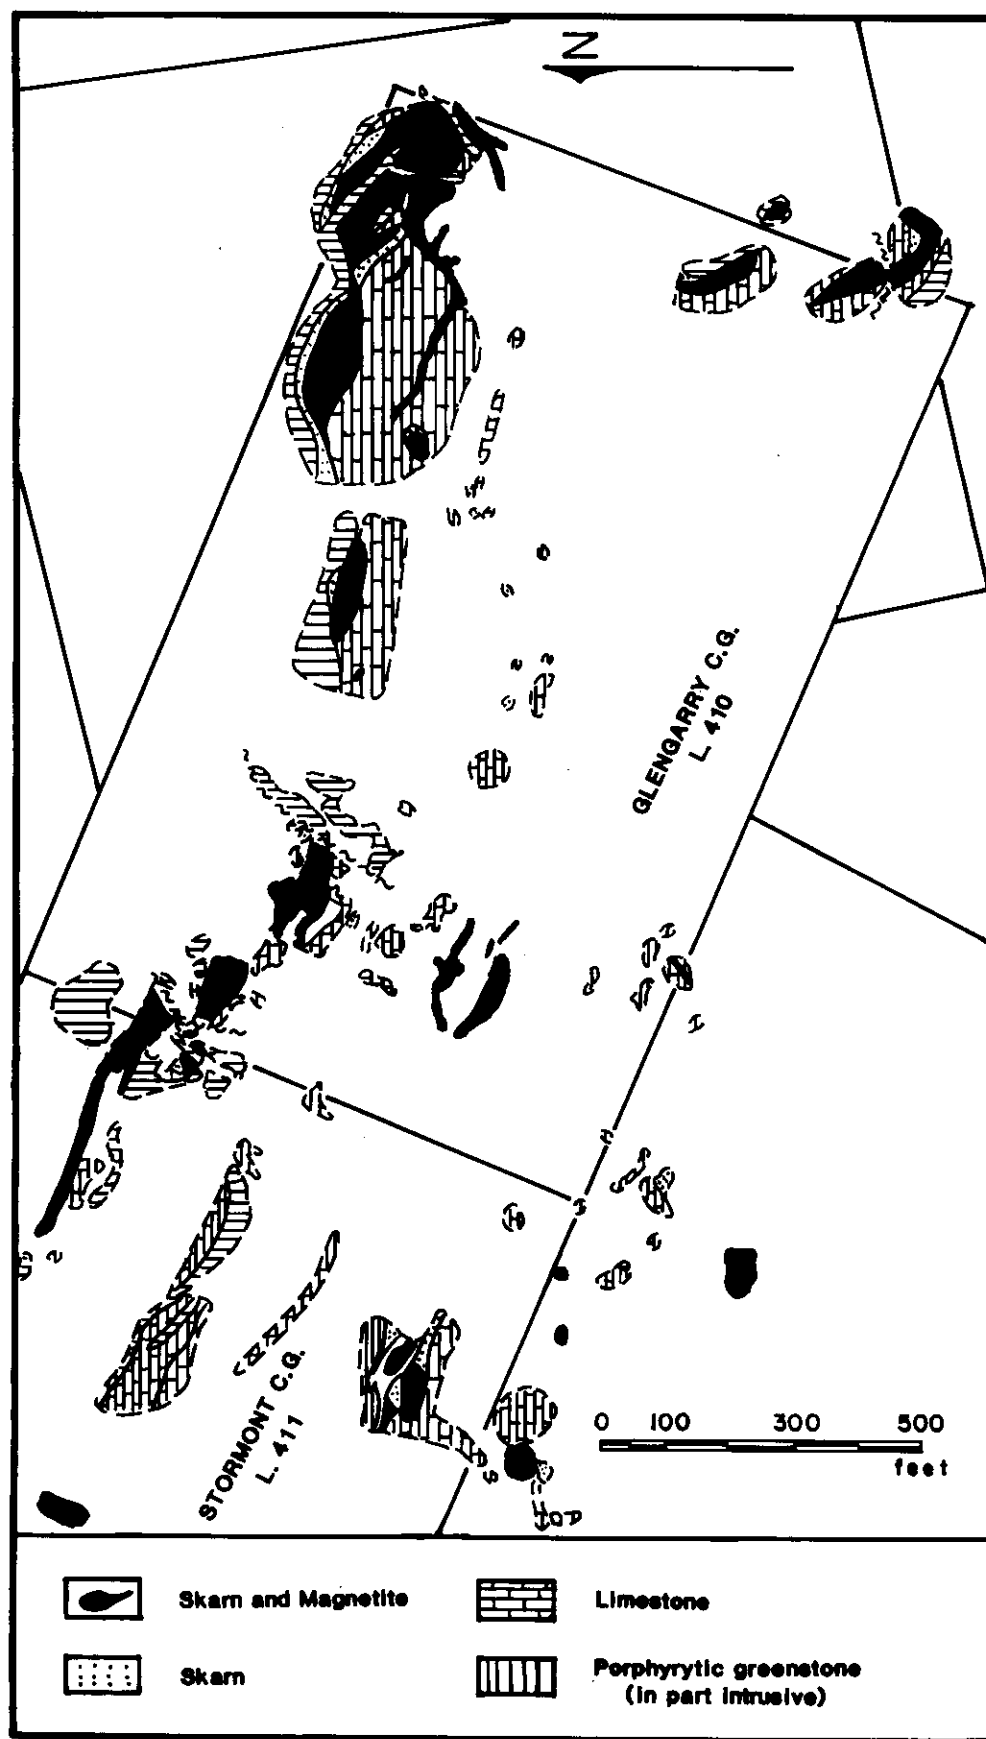 N
GLENGARRY C.G.
L. 410
STORMONT C.G.
L. 411
0 100 300 500
feet
Skarn and Magnetite
Limestone
Skarn
Porphyrytic greenstone
(in part intrusive)